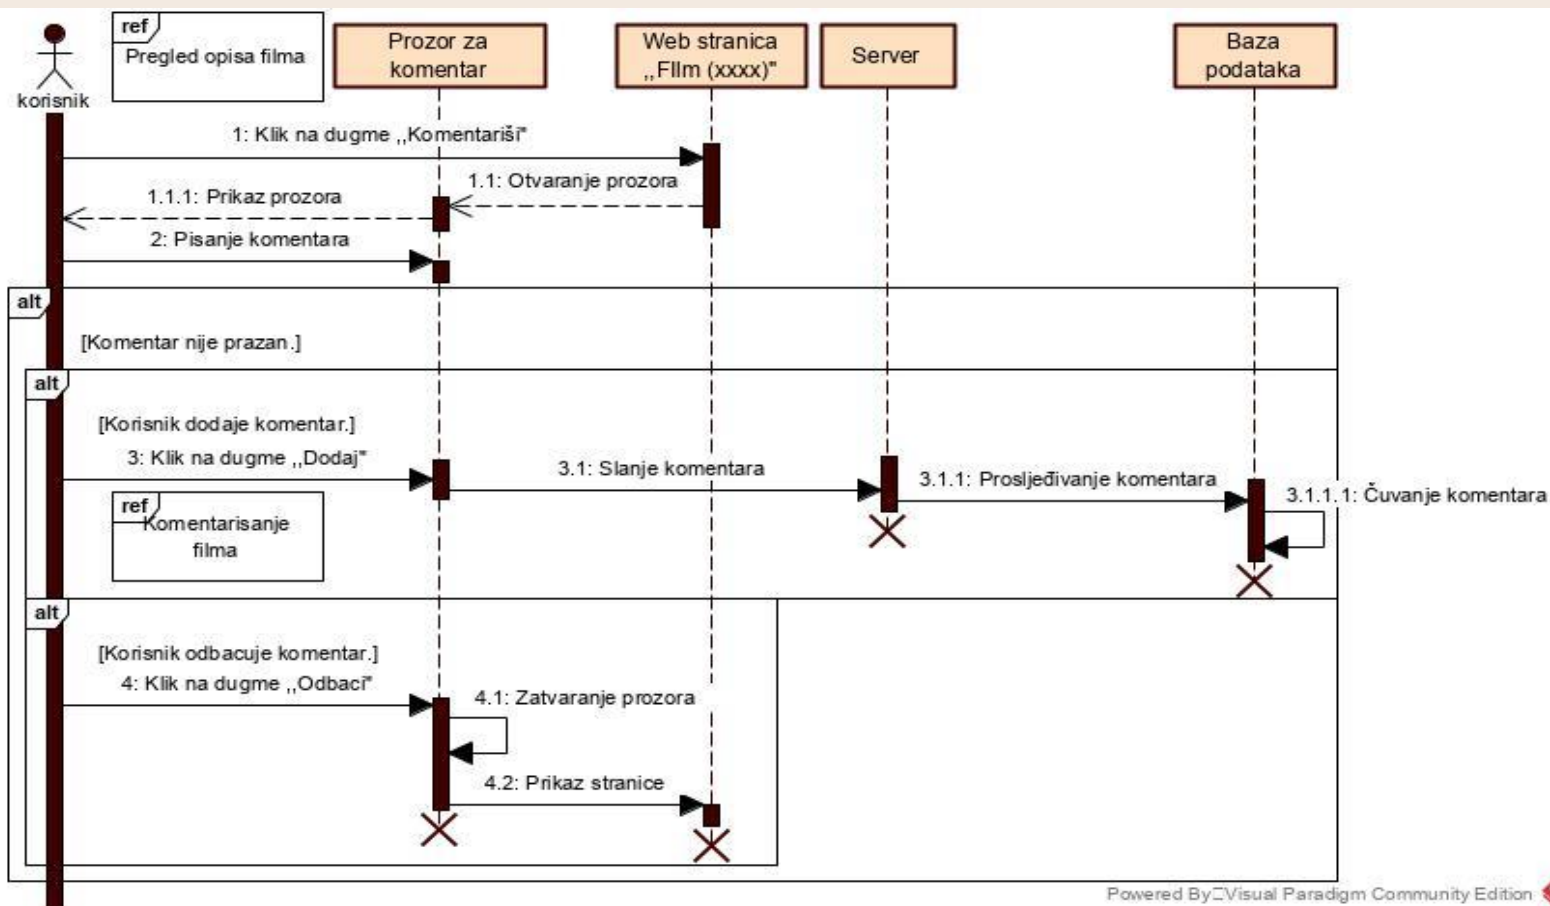 ref
Pregled opisa filma
korisnik
Prozor za
komentar
Web stranica
,,FIlm (xxxx)"
Server
Baza
podataka
1: Klik na dugme ,,Komentariši"
1.1: Otvaranje prozora
1.1.1: Prikaz prozora
2: Pisanje komentara
alt
[Komentar nije prazan.]
alt
[Korisnik dodaje komentar.]
3: Klik na dugme ,,Dodaj"
3.1: Slanje komentara
3.1.1: Prosljeđivanje komentara
3.1.1.1: Čuvanje komentara
ref
Komentarisanje
filma
alt
[Korisnik odbacuje komentar.]
4: Klik na dugme ,,Odbaci"
4.1: Zatvaranje prozora
4.2: Prikaz stranice
Powered By Visual Paradigm Community Edition